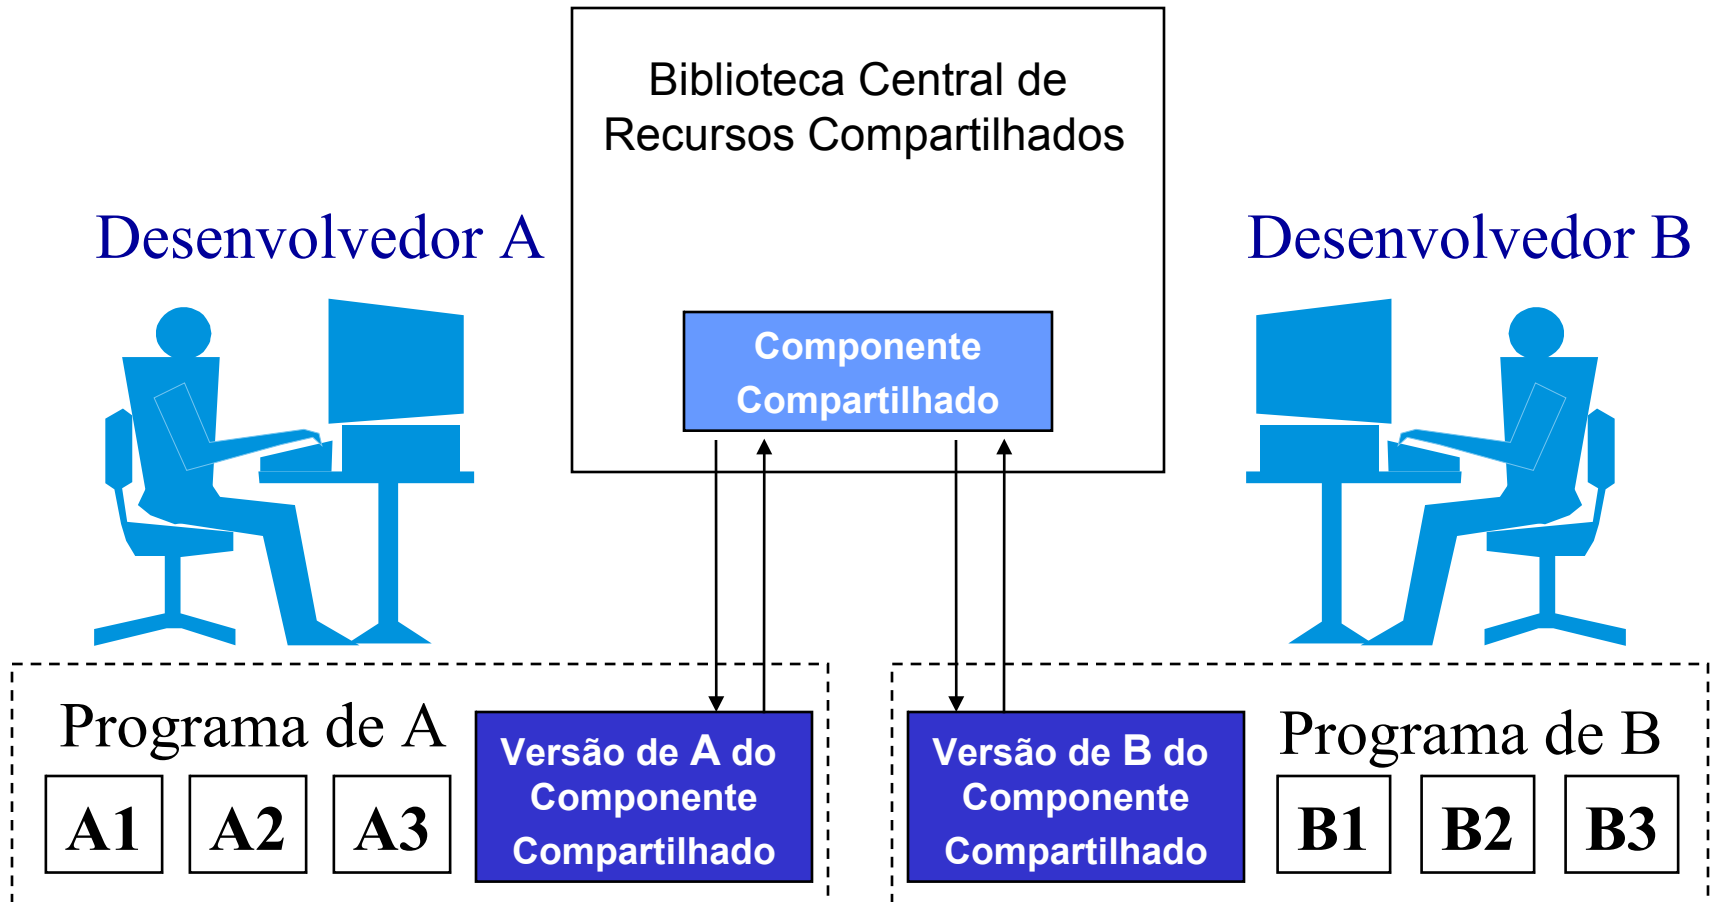 Biblioteca Central de
Recursos Compartilhados
Desenvolvedor A
Desenvolvedor B
Componente
Compartilhado
Programa de A
A1 A2 A3
Versão de A do
Componente
Compartilhado
Versão de B do
Componente
Compartilhado
Programa de B
B1 B2 B3